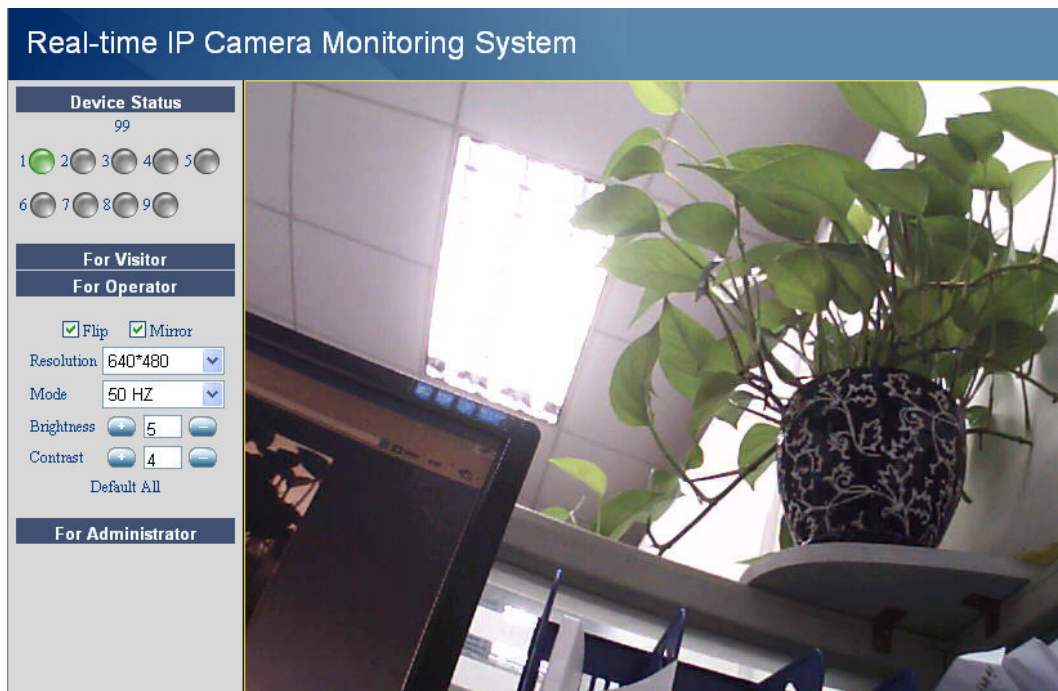 Real-time IP Camera Monitoring System
Device Status
99
1 2 3 4 5
6 7 8 9
For Visitor
For Operator
Flip Mirror
Resolution 640*480
Mode 50 HZ
Brightness + 5 -
Contrast + 4 -
Default All
For Administrator